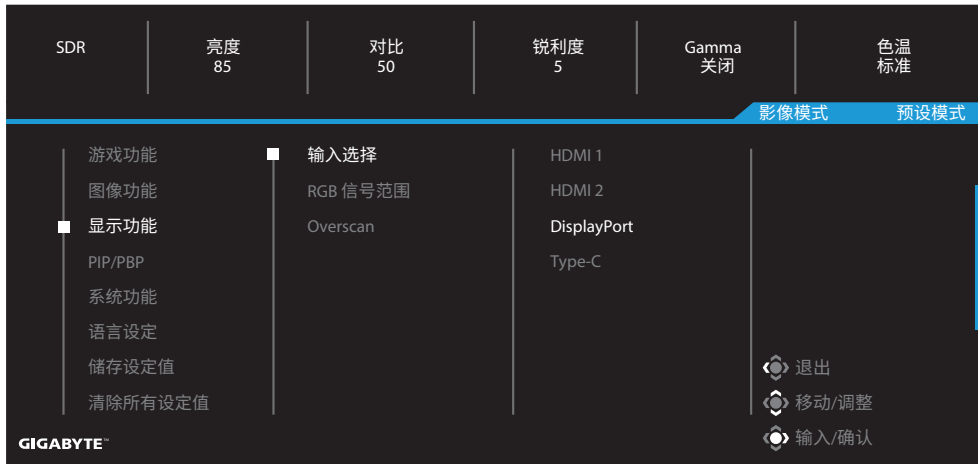 SDR
亮度
85
对比
50
锐利度
5
Gamma
关闭
色温
标准
影像模式 预设模式
游戏功能
图像功能
显示功能
PIP/PBP
系统功能
语言设定
储存设定值
清除所有设定值
输入选择
RGB 信号范围
Overscan
HDMI 1
HDMI 2
DisplayPort
Type-C
退出
移动/调整
输入/确认
GIGABYTE™